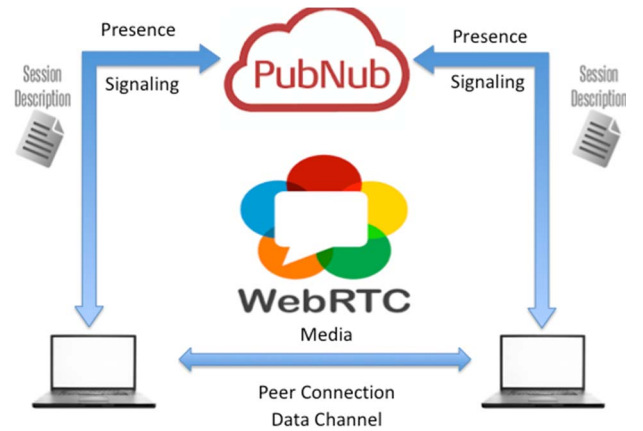 Presence
Signaling
Session
Description
PubNub
Presence
Signaling
Session
Description
WebRTC
Media
Peer Connection
Data Channel